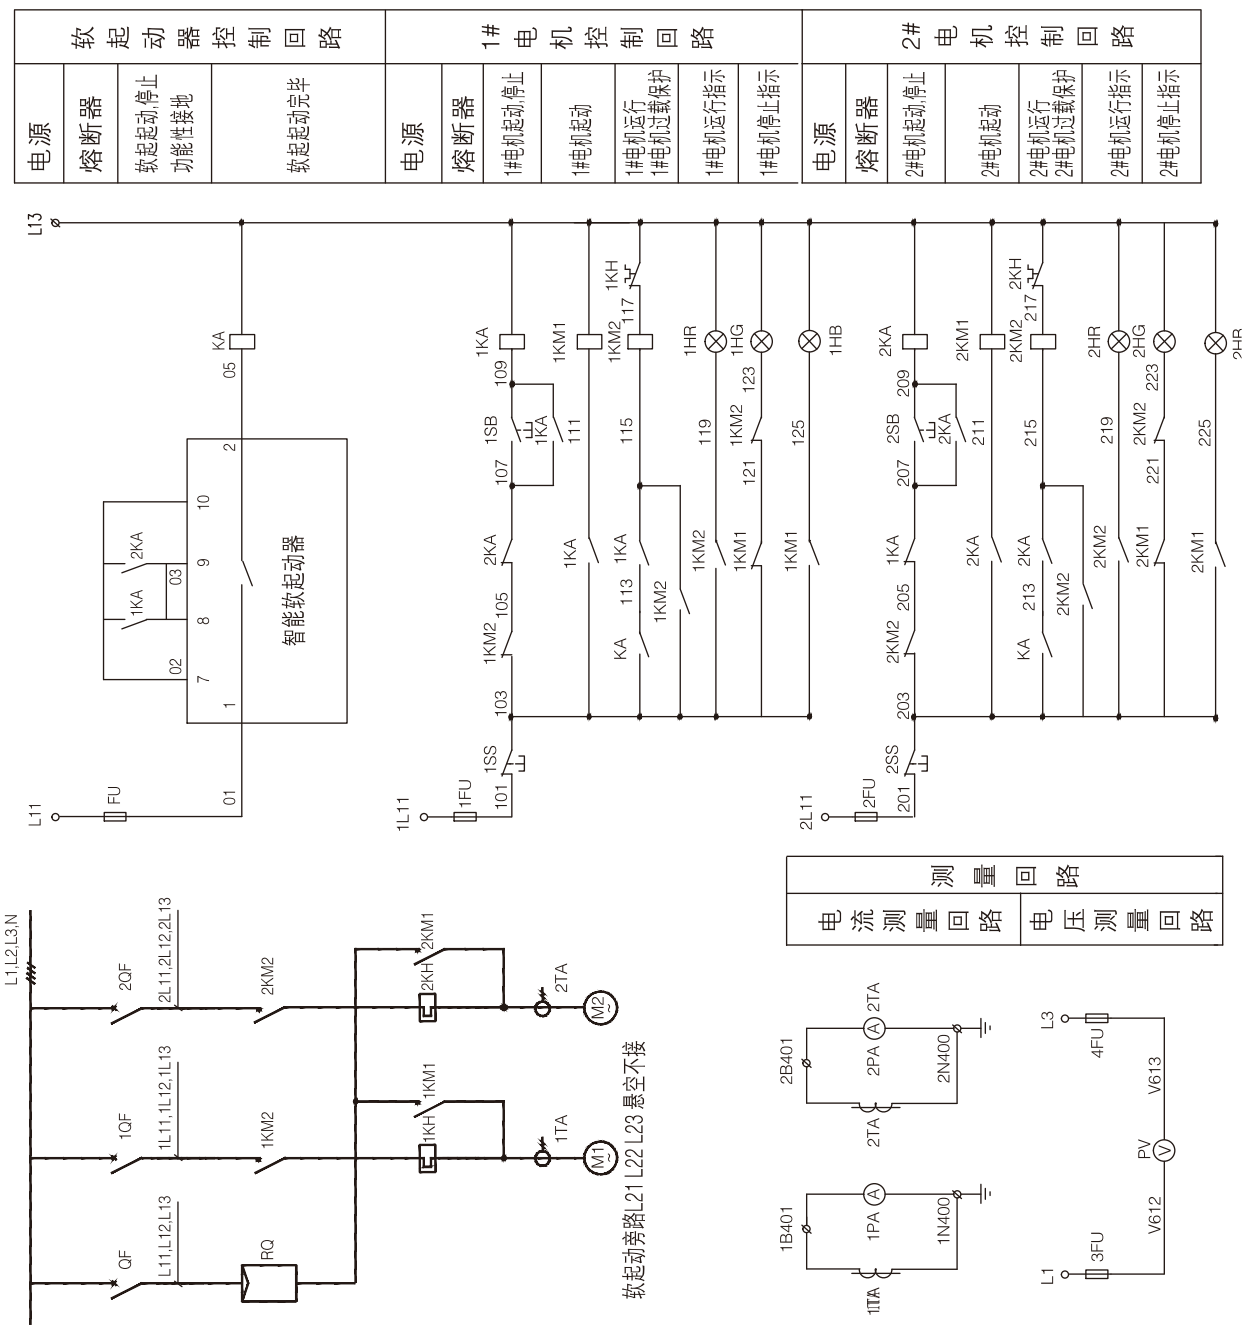 软起动器控制回路
1#电机控制回路
2#电机控制回路
电源
熔断器
软起起动,停止
功能性接地
软起起动完毕
电源
熔断器
1#电机起动,停止
1#电机起动
1#电机运行
1#电机过载保护
1#电机运行指示
1#电机停止指示
电源
熔断器
2#电机起动,停止
2#电机起动
2#电机运行
2#电机过载保护
2#电机运行指示
2#电机停止指示
L13
KA
05
2
10
9
8
7
1
2KA
1KA
03
02
智能软起动器
01
FU
L11
1KA
109
1SB
1KA
107
2KA
105
1KM2
103
1SS
101
1FU
1L11
1KM1
111
1KA
1KH
117
1KM2
115
1KA
113
KA
1KM2
1HR
119
1KM2
1HG
123
1KM2
121
1KM1
1HB
125
1KM1
2KA
209
2SB
2KA
207
1KA
205
2KM2
203
2SS
201
2FU
2L11
2KM1
211
2KA
2KH
217
2KM2
215
2KA
213
KA
2KM2
2HR
219
2KM2
2HG
223
2KM2
221
2KM1
225
2KM1
L1,L2,L3,N
QF
L11,L12,L13
RQ
1QF
1L11,1L12,1L13
1KM2
1KH
1KM1
1TA
M1
~
2QF
2L11,2L12,2L13
2KM2
2KH
2KM1
2TA
M2
~
软起动旁路L21 L22 L23 悬空不接
测量回路
电流测量回路
电压测量回路
1B401
1TA
1PA
A
1N400
2B401
2TA
2PA
A
2TA
2N400
L1
3FU
V612
PV
V
V613
4FU
L3